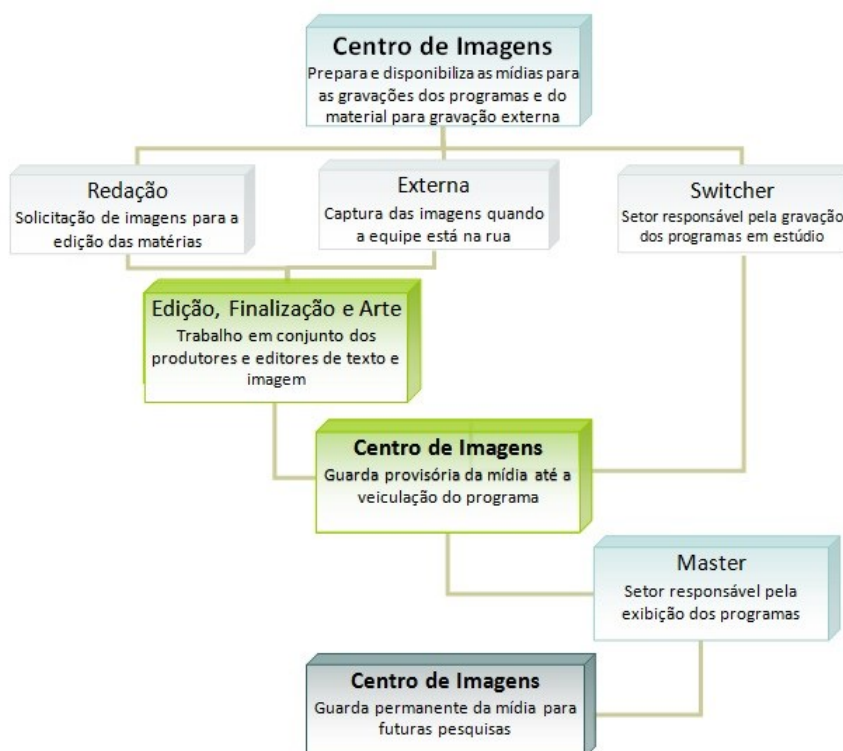 Centro de Imagens
Prepara e disponibiliza as mídias para
as gravações dos programas e do
material para gravação externa
Redação
Solicitação de imagens para a
edição das matérias
Externa
Captura das imagens quando
a equipe está na rua
Switcher
Setor responsável pela gravação
dos programas em estúdio
Edição, Finalização e Arte
Trabalho em conjunto dos
produtores e editores de texto e
imagem
Centro de Imagens
Guarda provisória da mídia até a
veiculação do programa
Master
Setor responsável pela
exibição dos programas
Centro de Imagens
Guarda permanente da mídia para
futuras pesquisas